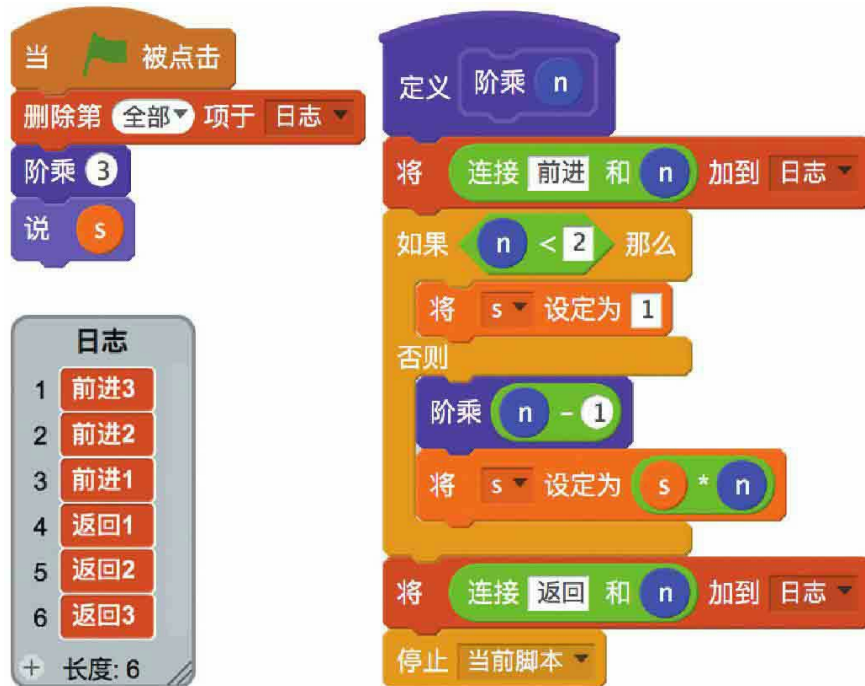 当 被点击
删除第 全部 项于 日志
阶乘 3
说 s
日志
1 前进3
2 前进2
3 前进1
4 返回1
5 返回2
6 返回3
+ 长度: 6
定义 阶乘 n
将 连接 前进 和 n 加到 日志
如果 n < 2 那么
将 s 设定为 1
否则
阶乘 n - 1
将 s 设定为 s * n
将 连接 返回 和 n 加到 日志
停止 当前脚本